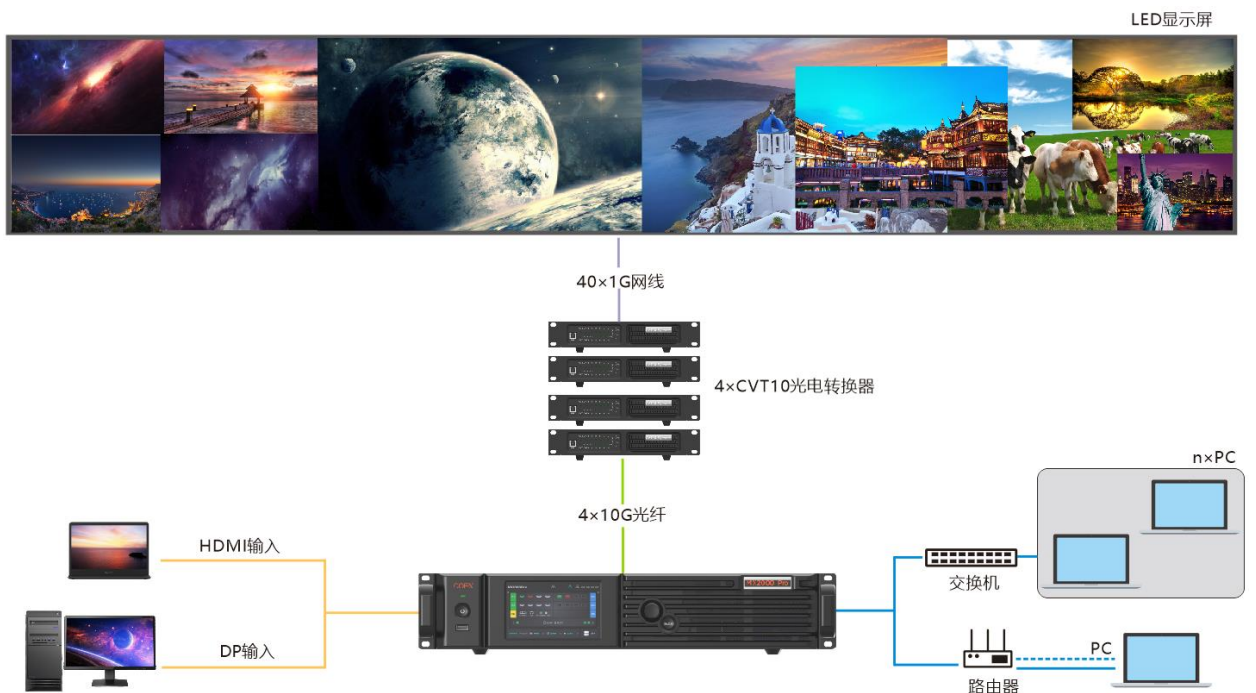 LED显示屏
40×1G网线
4×CVT10光电转换器
n×PC
4×10G光纤
HDMI输入
COEX
交换机
DP输入
PC
路由器